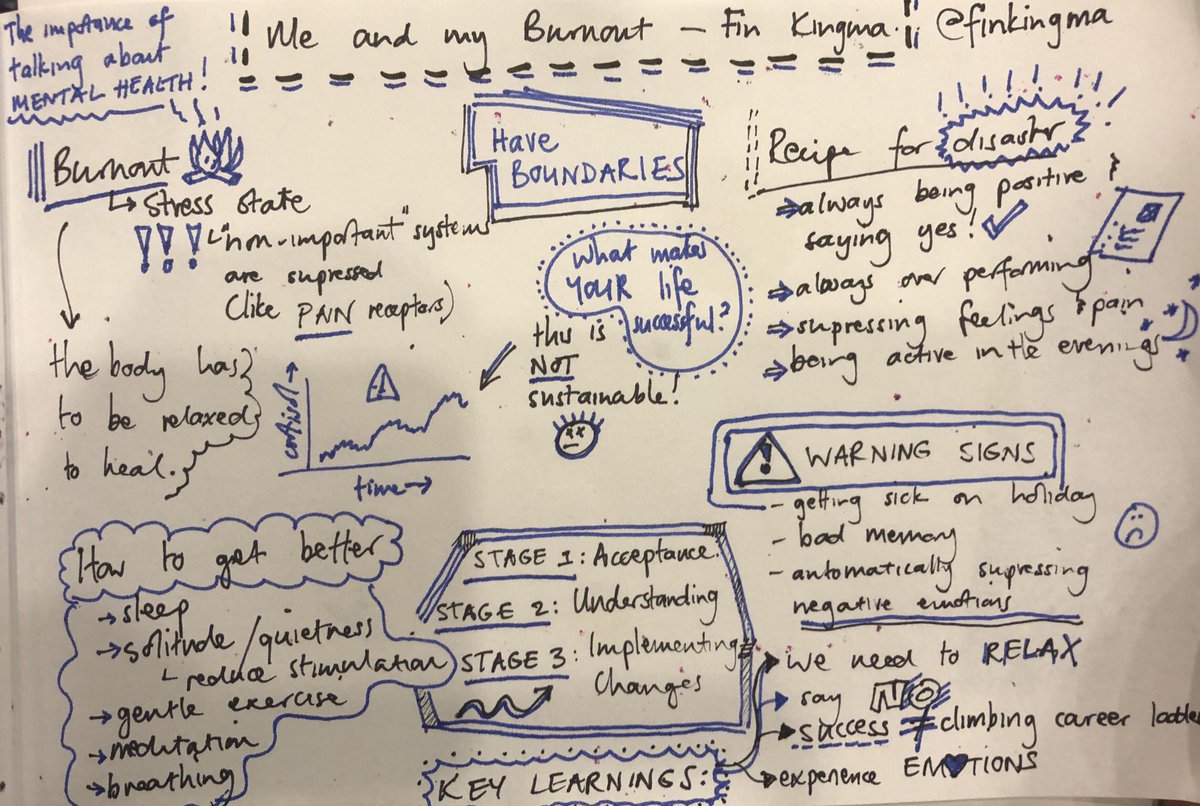 The impotance of
talking about
MENTAL HEALTH!
Me and my Burnout - Fin Kingma @finkingma
Burnout
↳ Stress state
!!! ↳ "non-important" systems
are supressed
(like PAIN receptors)
the body has
to be relaxed
to heal.
time →
Have
BOUNDARIES
What makes
YOUR life
successful?
this is
NOT
sustainable!
Recipe for disaster
⇒ always being positive &
saying yes!
⇒ always over performing
⇒ supressing feelings & pain
⇒ being active in the evenings
! WARNING SIGNS
- getting sick on holiday
- bad memory
- automatically supressing
negative emotions
How to get better
→ sleep
→ solitude/quietness
↳ reduce stimulation
→ gentle exercise
→ meditation
→ breathing
STAGE 1: Acceptance
STAGE 2: Understanding
STAGE 3: Implementing
Changes
KEY LEARNINGS:
→ we need to RELAX
→ say NO
→ success ≠ climbing career ladder
→ experience EMOTIONS